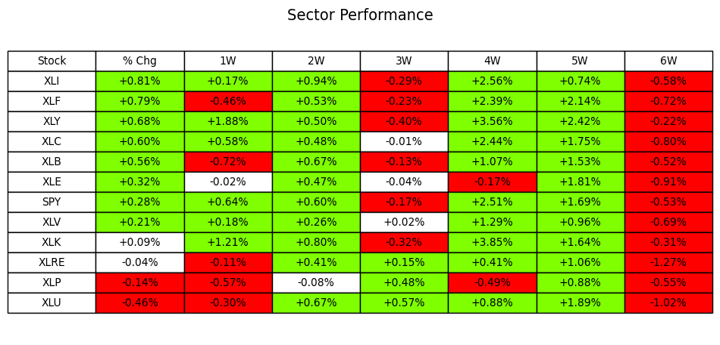 Sector Performance
Stock % Chg 1W 2W 3W 4W 5W 6W
XLI +0.81% +0.17% +0.94% -0.29% +2.56% +0.74% -0.58%
XLF +0.79% -0.46% +0.53% -0.23% +2.39% +2.14% -0.72%
XLY +0.68% +1.88% +0.50% -0.40% +3.56% +2.42% -0.22%
XLC +0.60% +0.58% +0.48% -0.01% +2.44% +1.75% -0.80%
XLB +0.56% -0.72% +0.67% -0.13% +1.07% +1.53% -0.52%
XLE +0.32% -0.02% +0.47% -0.04% -0.17% +1.81% -0.91%
SPY +0.28% +0.64% +0.60% -0.17% +2.51% +1.69% -0.53%
XLV +0.21% +0.18% +0.26% +0.02% +1.29% +0.96% -0.69%
XLK +0.09% +1.21% +0.80% -0.32% +3.85% +1.64% -0.31%
XLRE -0.04% -0.11% +0.41% +0.15% +0.41% +1.06% -1.27%
XLP -0.14% -0.57% -0.08% +0.48% -0.49% +0.88% -0.55%
XLU -0.46% -0.30% +0.67% +0.57% +0.88% +1.89% -1.02%